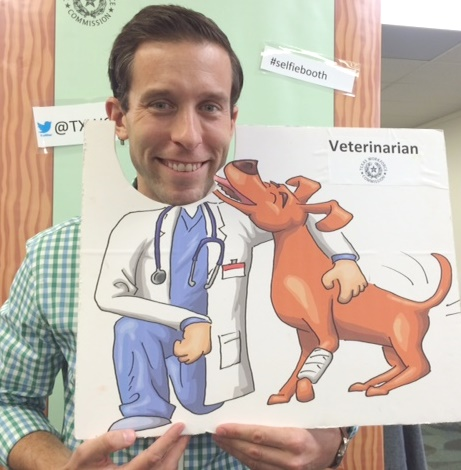 COMMISSION
#selfiebooth
@TX
Veterinarian